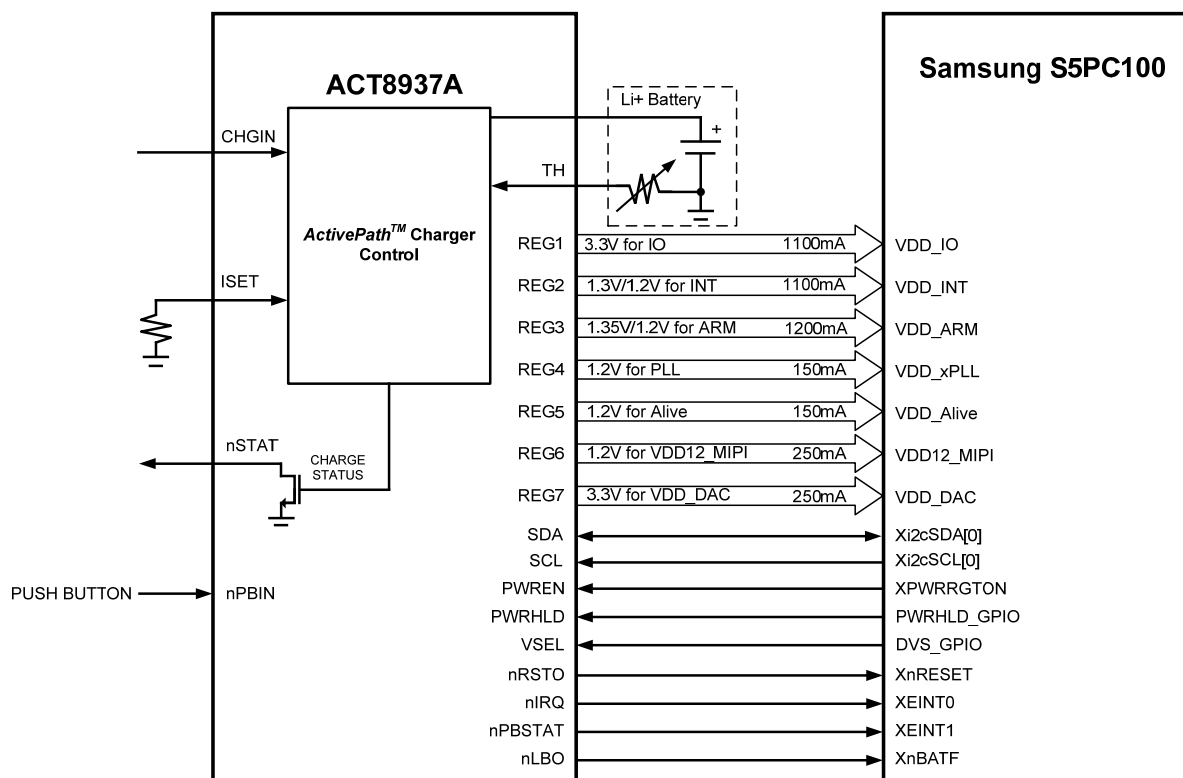 ACT8937A
Samsung S5PC100
Li+ Battery
+
CHGIN
TH
ActivePath™ Charger
Control
ISET
nSTAT
CHARGE
STATUS
PUSH BUTTON
nPBIN
REG1 3.3V for IO 1100mA VDD_IO
REG2 1.3V/1.2V for INT 1100mA VDD_INT
REG3 1.35V/1.2V for ARM 1200mA VDD_ARM
REG4 1.2V for PLL 150mA VDD_xPLL
REG5 1.2V for Alive 150mA VDD_Alive
REG6 1.2V for VDD12_MIPI 250mA VDD12_MIPI
REG7 3.3V for VDD_DAC 250mA VDD_DAC
SDA Xi2cSDA[0]
SCL Xi2cSCL[0]
PWREN XPWRRGTON
PWRHLD PWRHLD_GPIO
VSEL DVS_GPIO
nRSTO XnRESET
nIRQ XEINT0
nPBSTAT XEINT1
nLBO XnBATF